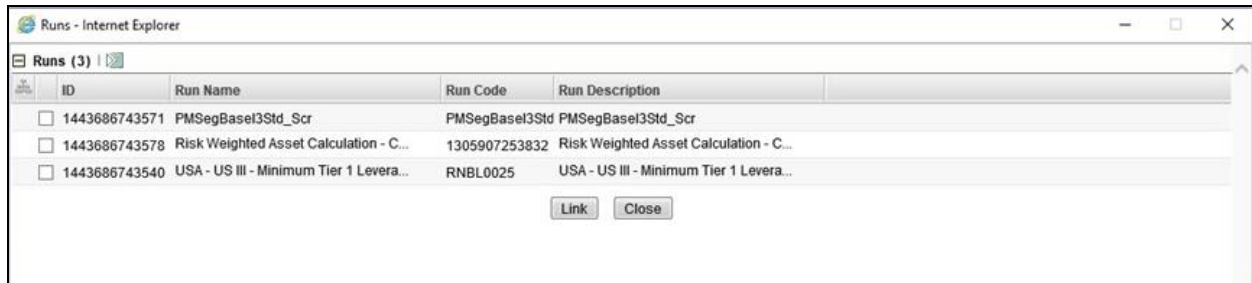 Runs - Internet Explorer
Runs (3)
ID Run Name Run Code Run Description
1443686743571 PMSegBasel3Std_Scr PMSegBasel3Std PMSegBasel3Std_Scr
1443686743578 Risk Weighted Asset Calculation - C... 1305907253832 Risk Weighted Asset Calculation - C...
1443686743540 USA - US III - Minimum Tier 1 Levera... RNBL0025 USA - US III - Minimum Tier 1 Levera...
Link Close